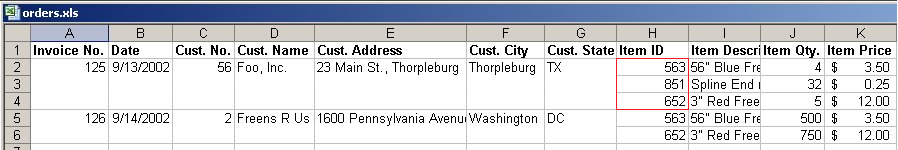 orders.xls
A B C D E F G H I J K
1 Invoice No. Date Cust. No. Cust. Name Cust. Address Cust. City Cust. State Item ID Item Descri Item Qty. Item Price
2 125 9/13/2002 56 Foo, Inc. 23 Main St., Thorpleburg Thorpleburg TX 563 56" Blue Fre 4 $ 3.50
3 851 Spline End 32 $ 0.25
4 652 3" Red Free 5 $ 12.00
5 126 9/14/2002 2 Freens R Us 1600 Pennsylvania Avenu Washington DC 563 56" Blue Fre 500 $ 3.50
6 652 3" Red Free 750 $ 12.00